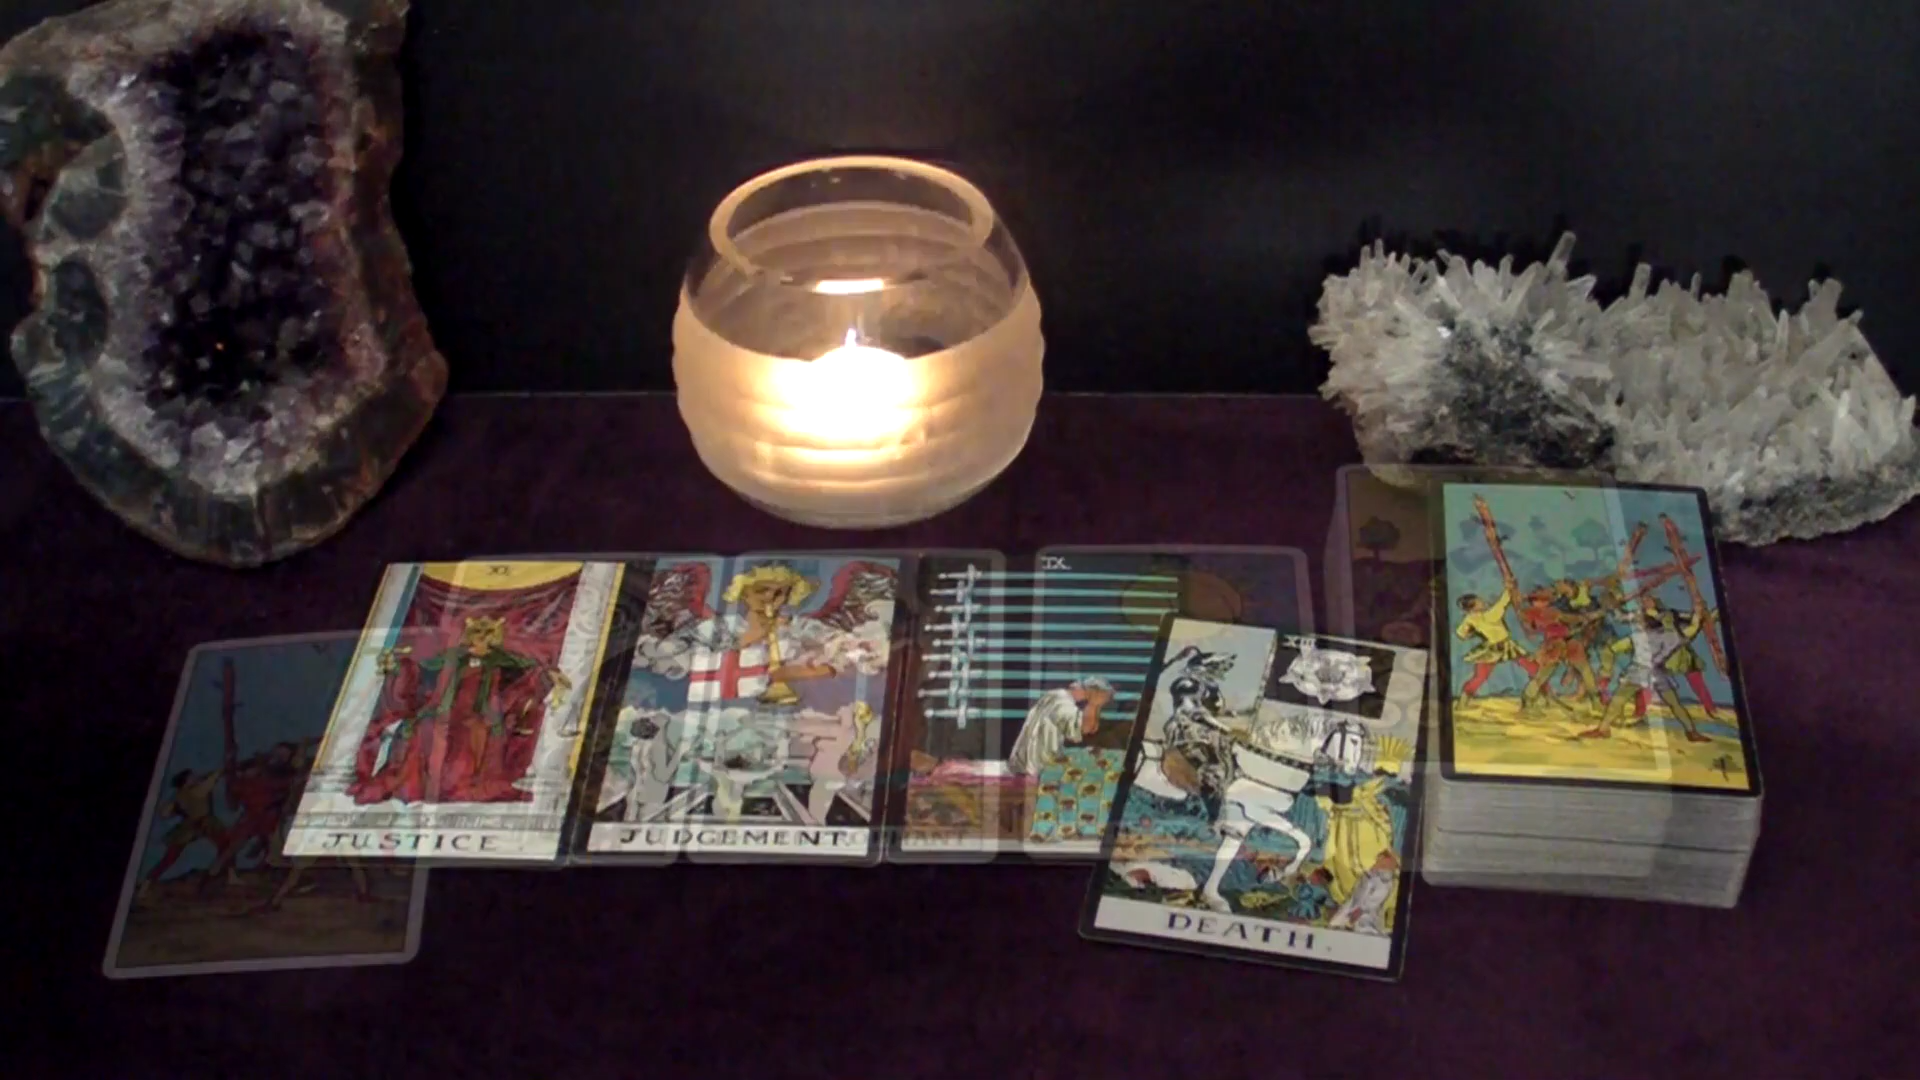 XI
JUSTICE.
JUDGEMENT.
IX
XIII
DEATH.
V